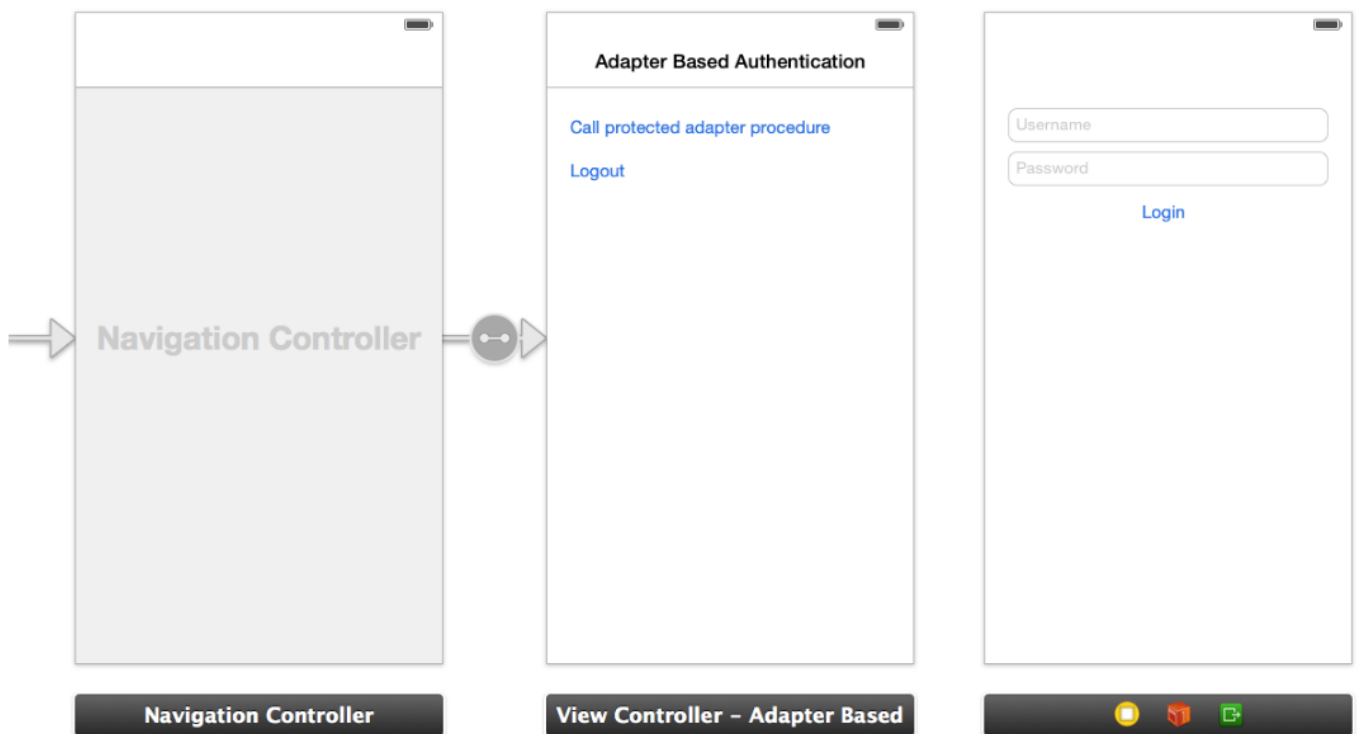 Navigation Controller
Navigation Controller
Adapter Based Authentication
Call protected adapter procedure
Logout
View Controller – Adapter Based
Username
Password
Login